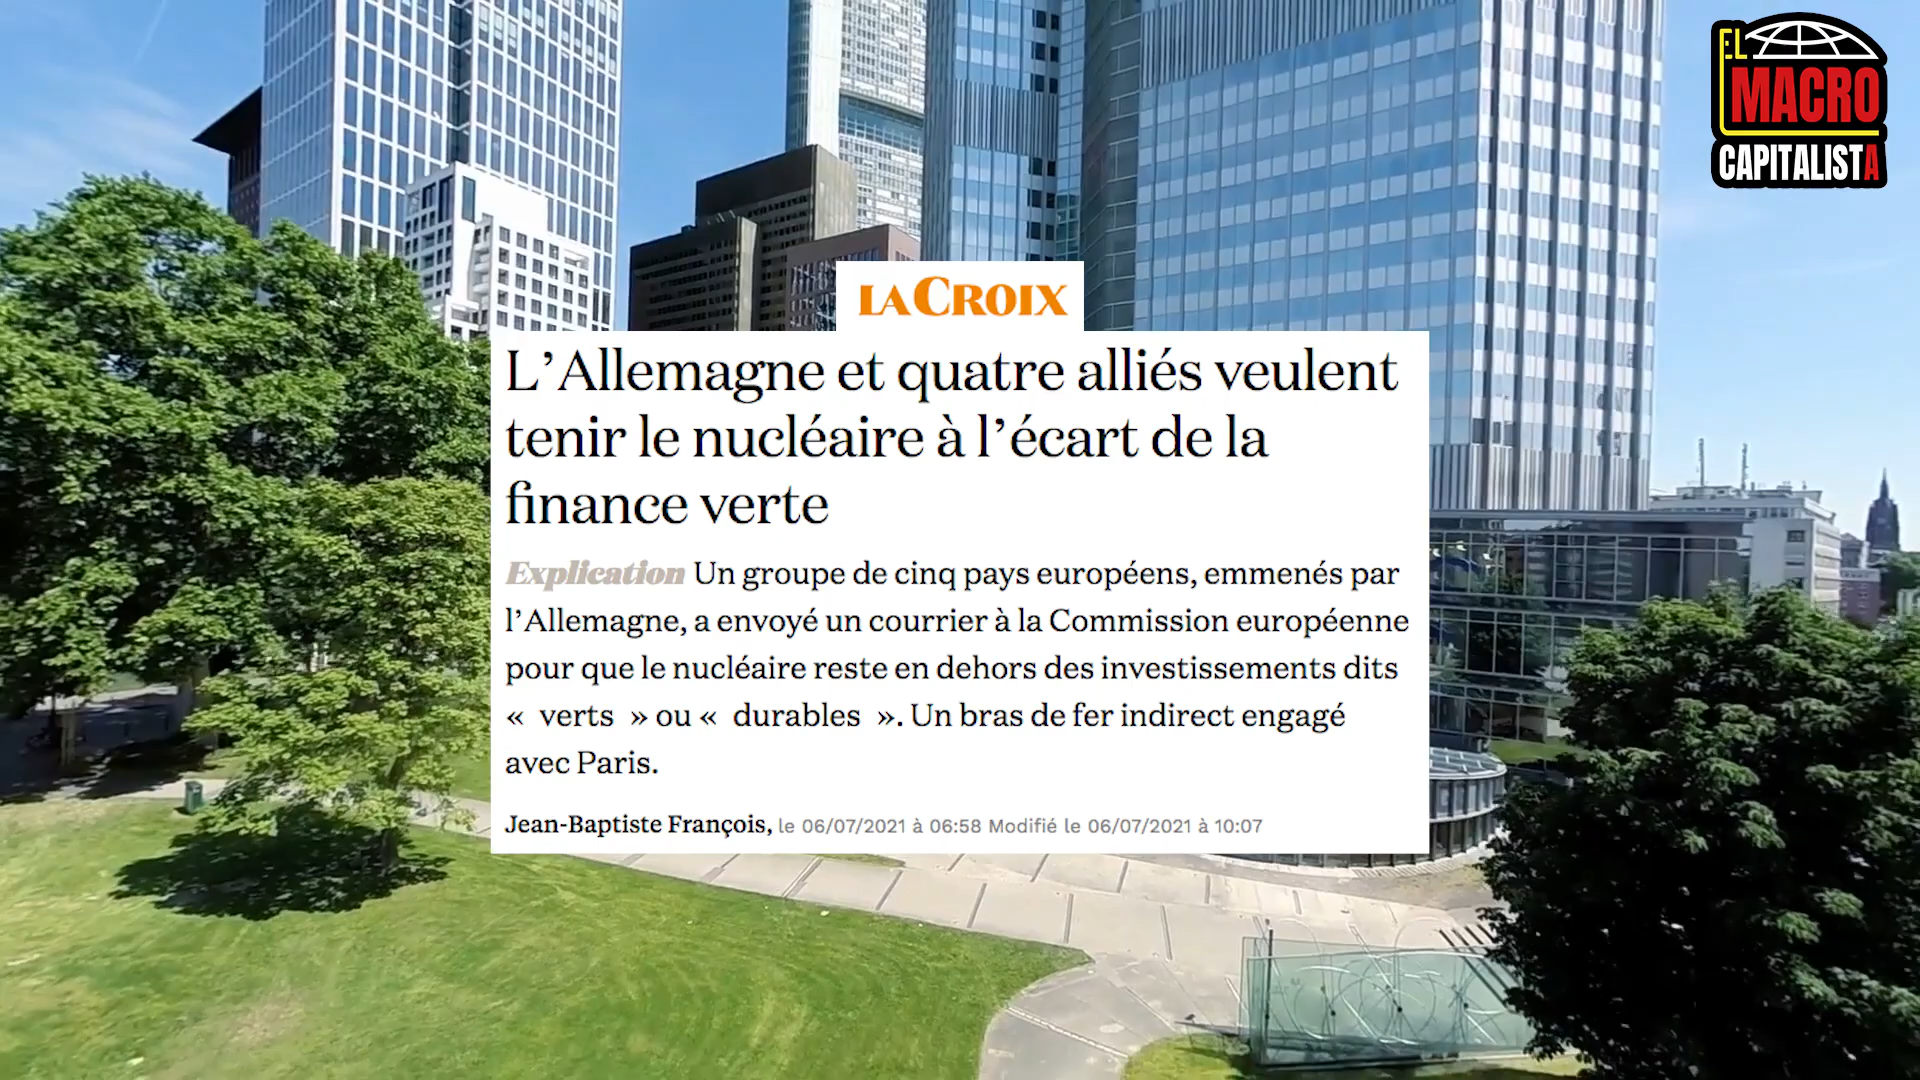 EL
MACRO
CAPITALISTA
LA CROIX
L’Allemagne et quatre alliés veulent
tenir le nucléaire à l’écart de la
finance verte
Explication Un groupe de cinq pays européens, emmenés par
l’Allemagne, a envoyé un courrier à la Commission européenne
pour que le nucléaire reste en dehors des investissements dits
«  verts  » ou «  durables  ». Un bras de fer indirect engagé
avec Paris.
Jean-Baptiste François, le 06/07/2021 à 06:58 Modifié le 06/07/2021 à 10:07